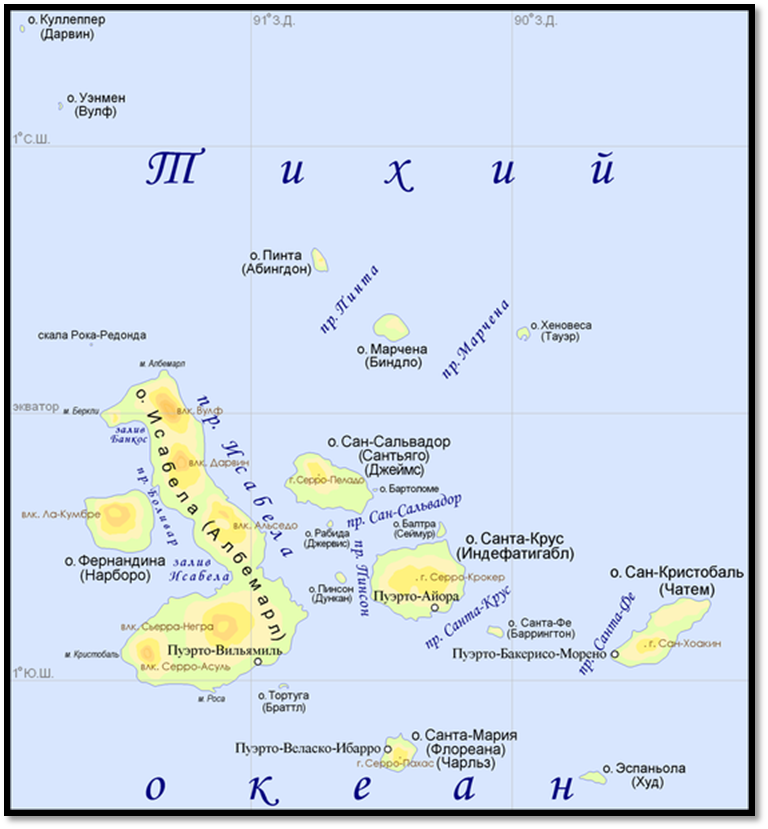 о. Куллеппер
(Дарвин)
91° З.Д.
90° З.Д.
о. Уэнмен
(Вулф)
1° С.Ш.
Тихий
о. Пинта
(Абингдон)
пр. Пинта
о. Марчена
(Биндло)
пр. Марчена
о. Хеновеса
(Тауэр)
скала Рока-Редонда
м. Албемарл
экватор
м. Беркли
влк. Вулф
залив
Банкос
о. Исабела (Албемарл)
пр. Исабела
влк. Дарвин
пр. Боливар
о. Сан-Сальвадор
(Сантьяго)
(Джеймс)
г. Серро-Пеладо
о. Бартоломе
пр. Сан-Сальвадор
влк. Ла-Кумбре
влк. Альседо
о. Рабида
(Джервис)
о. Балтра
(Сеймур)
о. Фернандина
(Нарборо)
залив
Исабела
пр. Пинсон
о. Санта-Крус
(Индефатигабл)
о. Пинсон
(Дункан)
г. Серро-Крокер
Пуэрто-Айора
пр. Санта-Крус
о. Сан-Кристобаль
(Чатем)
влк. Сьерра-Негра
о. Санта-Фе
(Баррингтон)
пр. Санта-Фе
г. Сан-Хоакин
м. Кристобаль
Пуэрто-Вильямиль
Пуэрто-Бакерисо-Морено
влк. Серро-Асуль
1° Ю.Ш.
м. Роса
о. Тортуга
(Браттл)
Пуэрто-Веласко-Ибарро
о. Санта-Мария
(Флореана)
(Чарльз)
г. Серро-Пахас
о. Эспаньола
(Худ)
океан